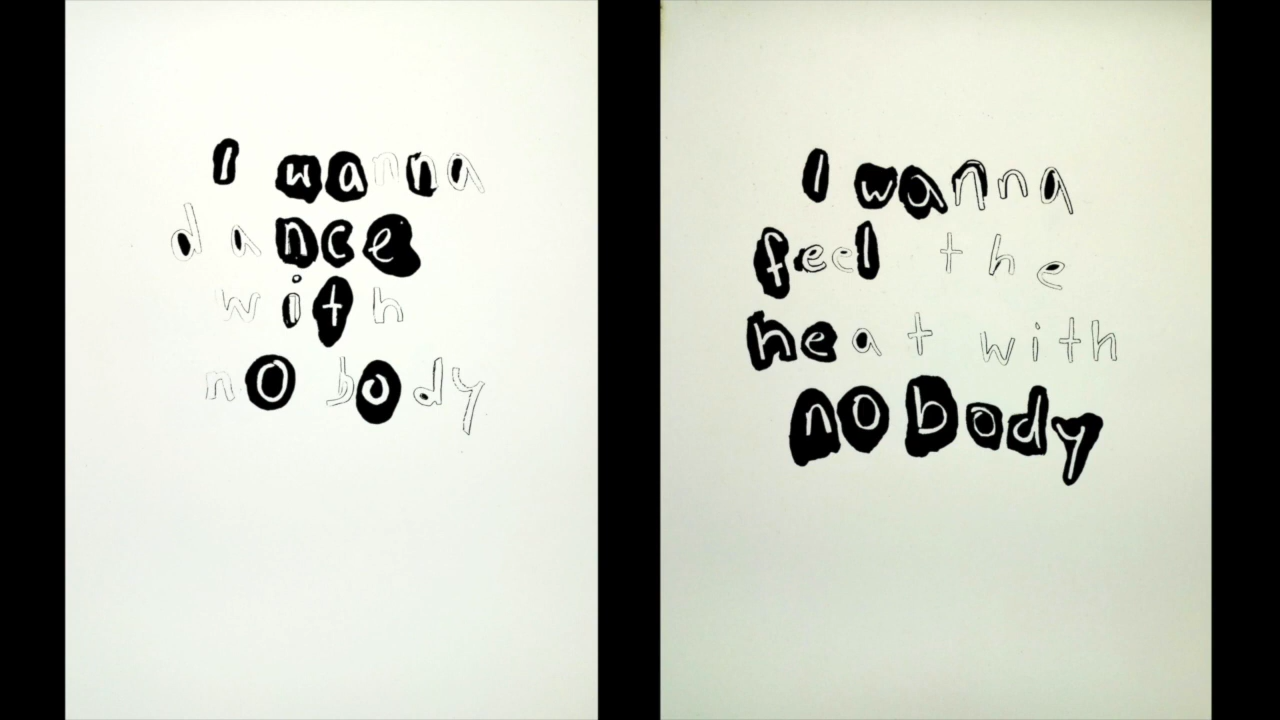 I wanna
dance
with
no body
I wanna
feel the
heat with
no body